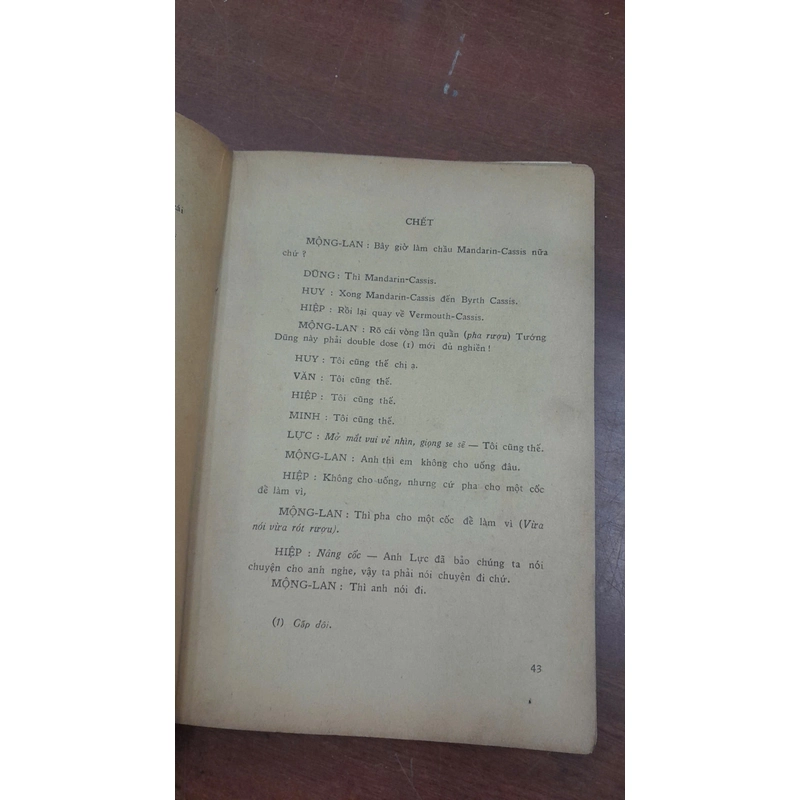 ái
CHẾT
MỘNG-LAN : Bây giờ làm chầu Mandarin-Cassis nữa
chứ ?
DŨNG : Thì Mandarin-Cassis.
HUY : Xong Mandarin-Cassis đến Byrth Cassis.
HIỆP : Rồi lại quay về Vermouth-Cassis.
MỘNG-LAN : Rõ cái vòng lần quần (pha rượu) Tướng
Dũng này phải double dose (1) mới đủ nghiền !
HUY : Tôi cũng thế chị ạ.
VĂN : Tôi cũng thế.
HIỆP : Tôi cũng thế.
MINH : Tôi cũng thế.
LỰC : Mở mắt vui vẻ nhìn, giọng se sẽ — Tôi cũng thế.
MỘNG-LAN : Anh thì em không cho uống đâu.
HIỆP : Không cho uống, nhưng cứ pha cho một cốc
để làm vì,
MỘNG-LAN : Thì pha cho một cốc để làm vì (Vừa
nói vừa rót rượu).
HIỆP : Nâng cốc — Anh Lực đã bảo chúng ta nói
chuyện cho anh nghe, vậy ta phải nói chuyện đi chứ.
MỘNG-LAN : Thì anh nói đi.
(1) Gấp đôi.
43